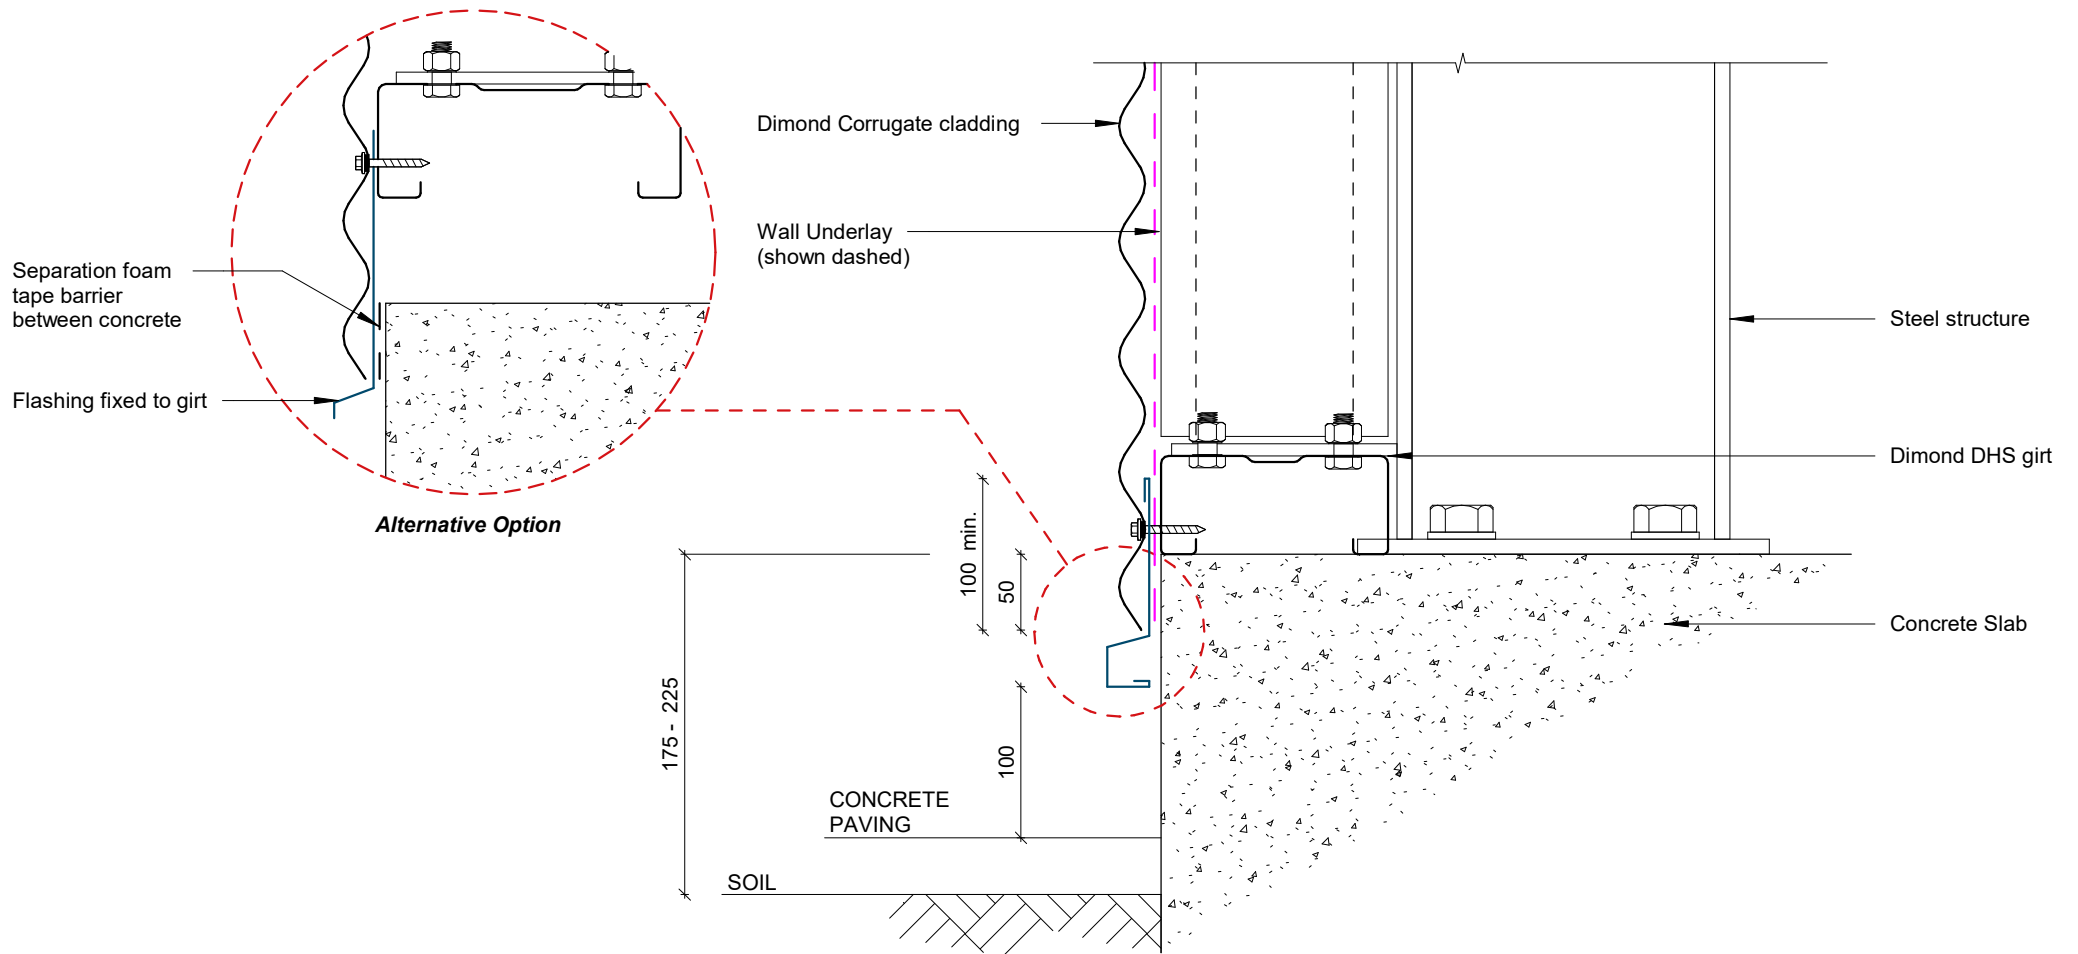 Dimond Corrugate cladding
Wall Underlay
(shown dashed)
Separation foam
tape barrier
between concrete
Flashing fixed to girt
Alternative Option
Steel structure
Dimond DHS girt
Concrete Slab
100 min.
50
175 - 225
100
CONCRETE
PAVING
SOIL